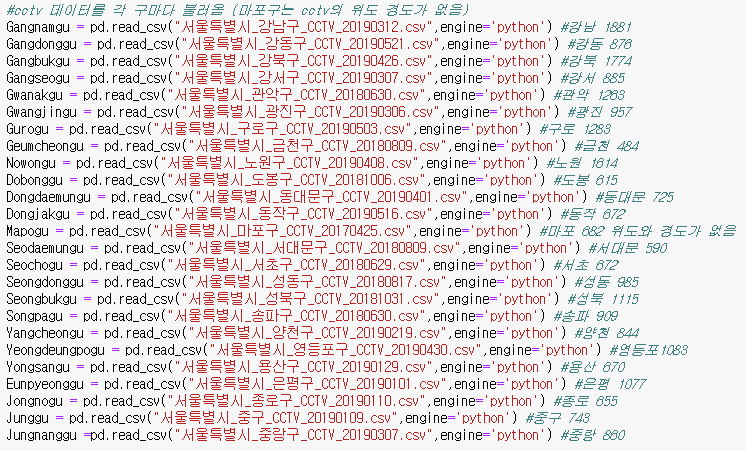 #cctv 데이터를 각 구마다 불러옴 (마포구는 cctv의 위도 경도가 없음)
Gangnamgu = pd.read_csv("서울특별시_강남구_CCTV_20190312.csv",engine='python') #강남 1881
Gangdonggu = pd.read_csv("서울특별시_강동구_CCTV_20190521.csv",engine='python') #강동 876
Gangbukgu = pd.read_csv("서울특별시_강북구_CCTV_20190426.csv",engine='python') #강북 1774
Gangseogu = pd.read_csv("서울특별시_강서구_CCTV_20190307.csv",engine='python') #강서 885
Gwanakgu = pd.read_csv("서울특별시_관악구_CCTV_20180630.csv",engine='python') #관악 1263
Gwangjingu = pd.read_csv("서울특별시_광진구_CCTV_20190306.csv",engine='python') #광진 957
Gurogu = pd.read_csv("서울특별시_구로구_CCTV_20190503.csv",engine='python') #구로 1283
Geumcheongu = pd.read_csv("서울특별시_금천구_CCTV_20180809.csv",engine='python') #금천 484
Nowongu = pd.read_csv("서울특별시_노원구_CCTV_20190408.csv",engine='python') #노원 1614
Dobonggu = pd.read_csv("서울특별시_도봉구_CCTV_20181006.csv",engine='python') #도봉 615
Dongdaemungu = pd.read_csv("서울특별시_동대문구_CCTV_20190401.csv",engine='python') #동대문 725
Dongjakgu = pd.read_csv("서울특별시_동작구_CCTV_20190516.csv",engine='python') #동작 672
Mapogu = pd.read_csv("서울특별시_마포구_CCTV_20170425.csv",engine='python') #마포 662 위도와 경도가 없음
Seodaemungu = pd.read_csv("서울특별시_서대문구_CCTV_20180809.csv",engine='python') #서대문 590
Seochogu = pd.read_csv("서울특별시_서초구_CCTV_20180629.csv",engine='python') #서초 672
Seongdonggu = pd.read_csv("서울특별시_성동구_CCTV_20180817.csv",engine='python') #성동 985
Seongbukgu = pd.read_csv("서울특별시_성북구_CCTV_20181031.csv",engine='python') #성북 1115
Songpagu = pd.read_csv("서울특별시_송파구_CCTV_20180630.csv",engine='python') #송파 909
Yangcheongu = pd.read_csv("서울특별시_양천구_CCTV_20190219.csv",engine='python') #양천 844
Yeongdeungpogu = pd.read_csv("서울특별시_영등포구_CCTV_20190430.csv",engine='python') #영등포1083
Yongsangu = pd.read_csv("서울특별시_용산구_CCTV_20190129.csv",engine='python') #용산 670
Eunpyeonggu = pd.read_csv("서울특별시_은평구_CCTV_20190101.csv",engine='python') #은평 1077
Jongnogu = pd.read_csv("서울특별시_종로구_CCTV_20190110.csv",engine='python') #종로 655
Junggu = pd.read_csv("서울특별시_중구_CCTV_20190109.csv",engine='python') #중구 743
Jungnanggu =pd.read_csv("서울특별시_중랑구_CCTV_20190307.csv",engine='python') #중랑 860